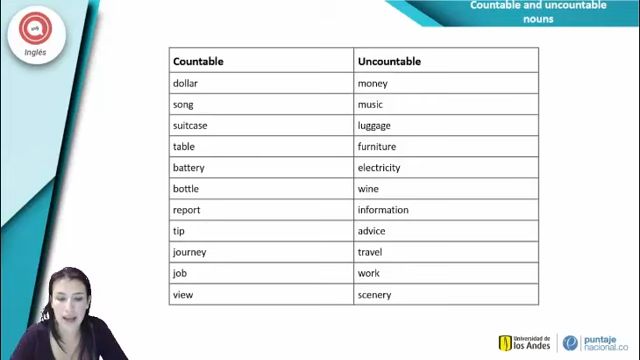 Countable and uncountable
nouns
Inglés
Countable Uncountable
dollar money
song music
suitcase luggage
table furniture
battery electricity
bottle wine
report information
tip advice
journey travel
job work
view scenery
Universidad de
los Andes
puntaje
nacional.co